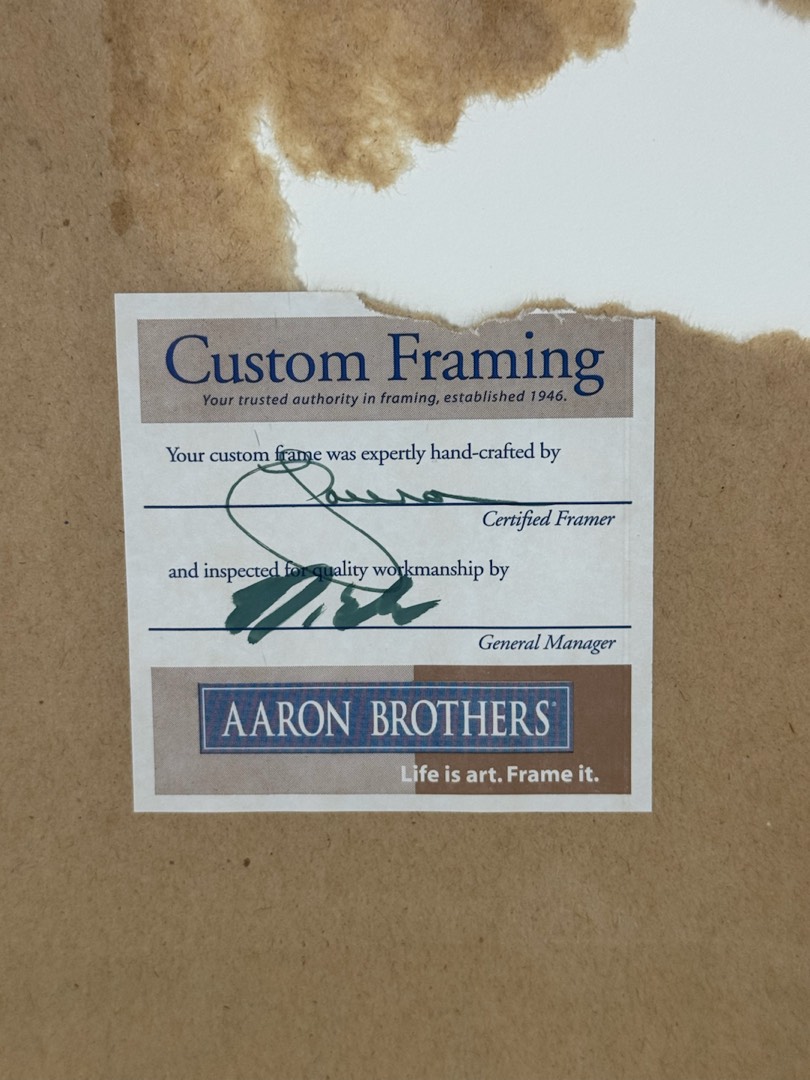 Custom Framing
Your trusted authority in framing, established 1946.
Your custom frame was expertly hand-crafted by
Certified Framer
and inspected for quality workmanship by
General Manager
AARON BROTHERS®
Life is art. Frame it.